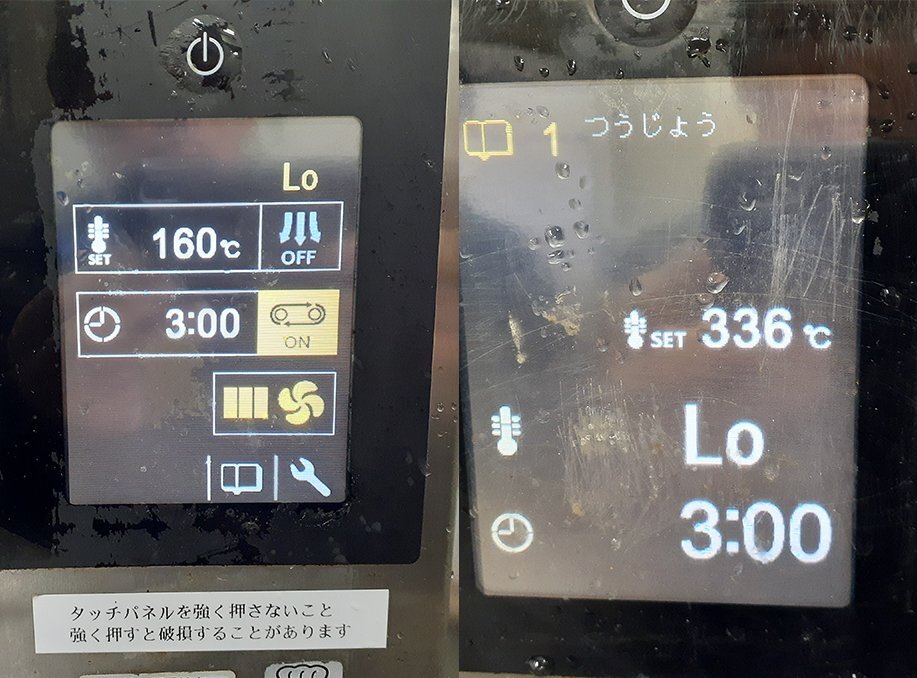 Lo
SET 160℃ OFF
3:00 ON
タッチパネルを強く押さないこと
強く押すと破損することがあります
1 つうじょう
SET 336℃
Lo
3:00